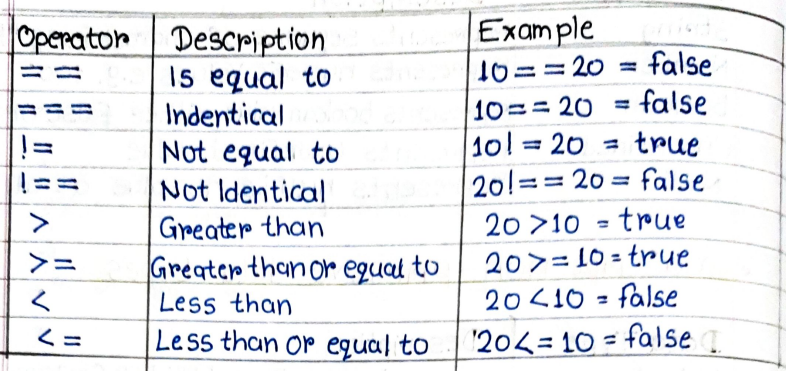 Operator Description Example
== Is equal to 10==20 = false
=== Indentical 10==20 = false
!= Not equal to 10!=20 = true
!== Not Identical 20!==20 = false
> Greater than 20>10 = true
>= Greater than or equal to 20>=10=true
< Less than 20<10 = false
<= Less than or equal to 20<=10 = false